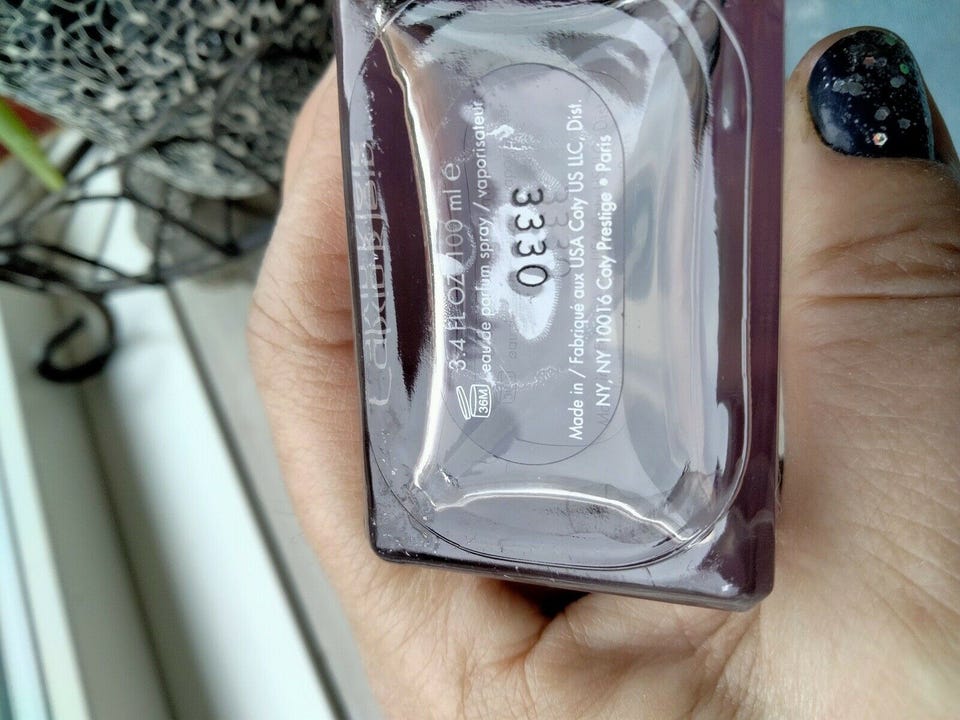 36M
3.4 FL OZ/100 ml e
eau de parfum spray / vaporisateur
3330
Made in / Fabriqué aux USA Coty US LLC, Dist.
NY, NY 10016 Coty Prestige • Paris